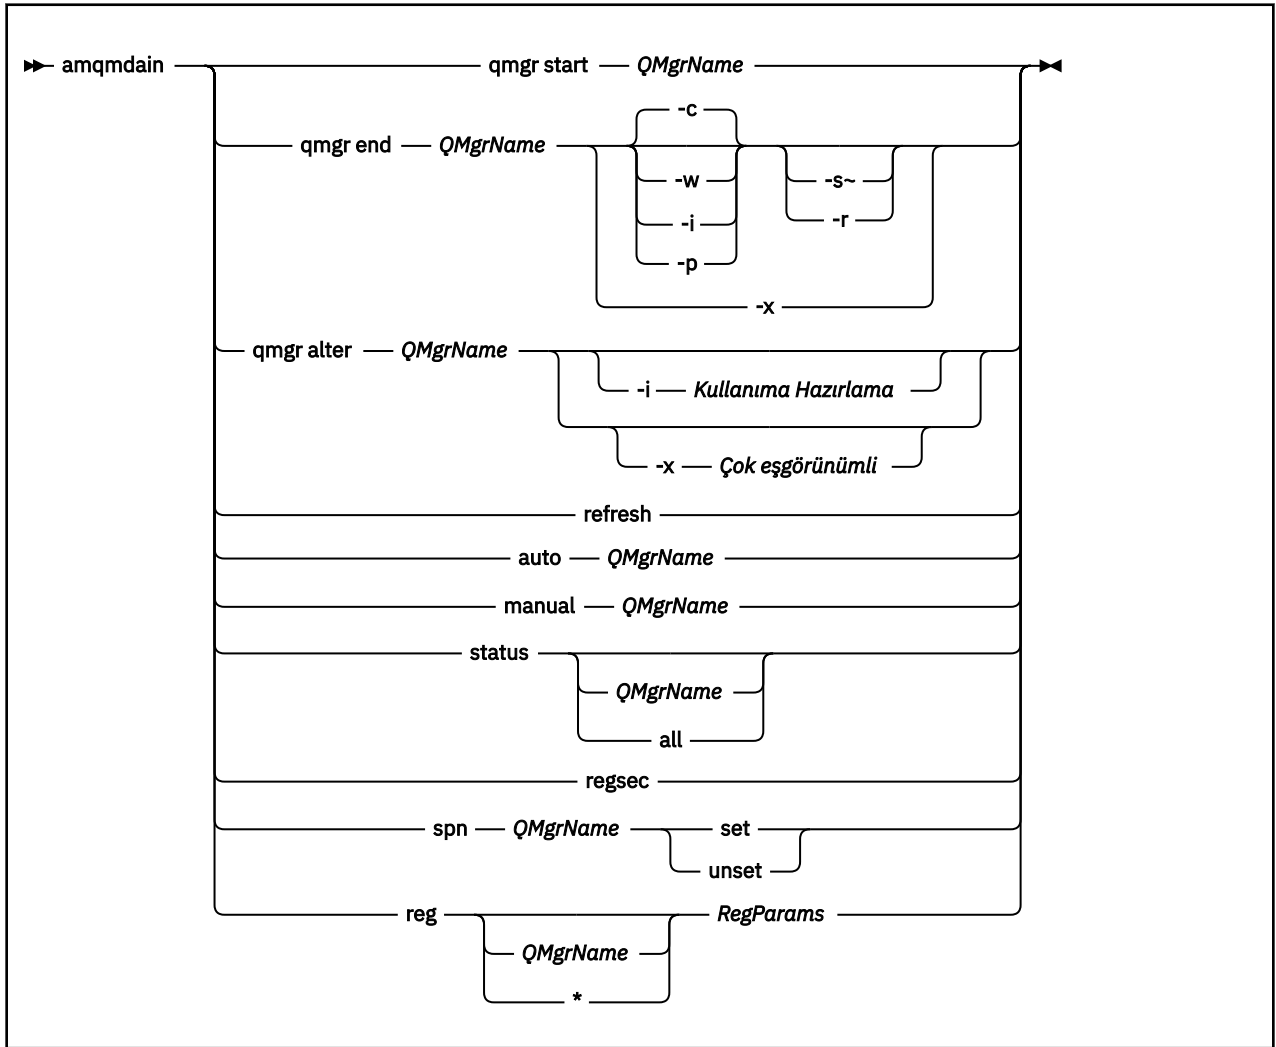 amqmdain qmgr start QMgrName
-c
qmgr end QMgrName
-w -s~
-i -r
-p
-x
qmgr alter QMgrName
-i Kullanıma Hazırlama
-x Çok eşgörünümli
refresh
auto QMgrName
manual QMgrName
status
QMgrName
all
regsec
spn QMgrName set
unset
reg RegParams
QMgrName
*